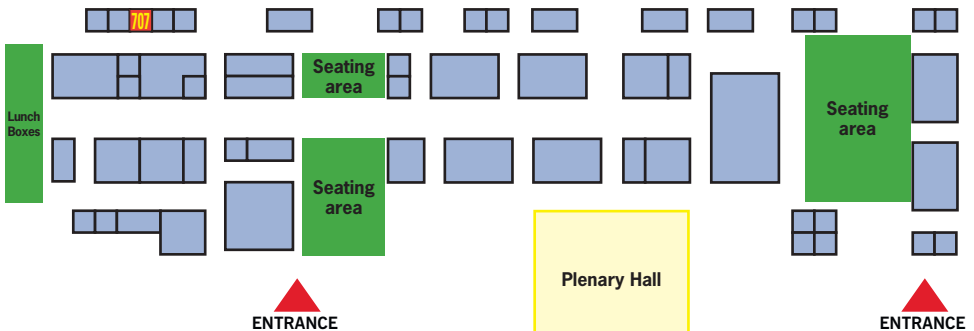 707
Seating
area
Lunch
Boxes
Seating
area
Seating
area
Plenary Hall
ENTRANCE
ENTRANCE